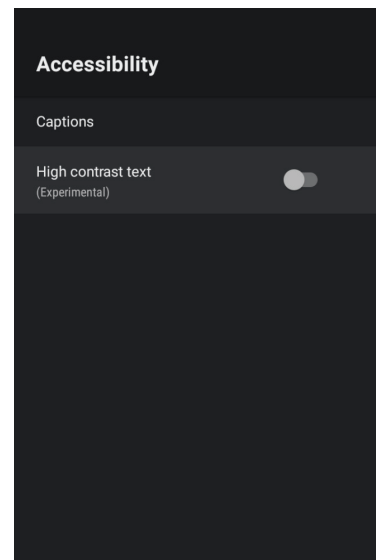 Accessibility
Captions
High contrast text
(Experimental)